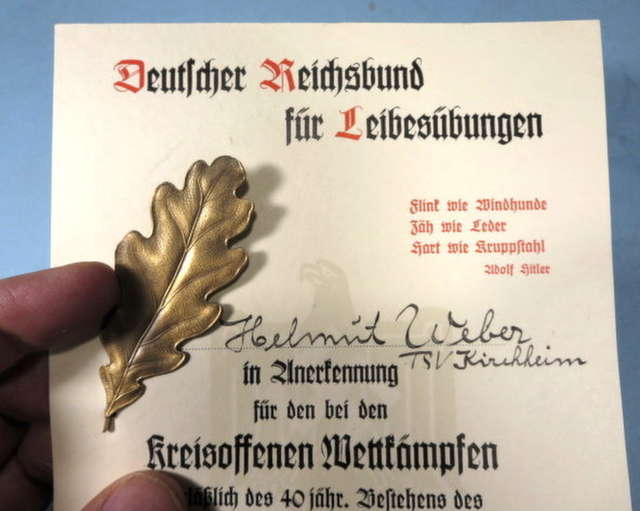 Deutscher Reichsbund
für Leibesübungen
Flink wie Windhunde
Zäh wie Leder
Hart wie Kruppstahl
Adolf Hitler
Helmut Weber
TSV Kirchheim
in Anerkennung
für den bei den
Kreisoffenen Wettkämpfen
des 40 jähr. Bestehens des